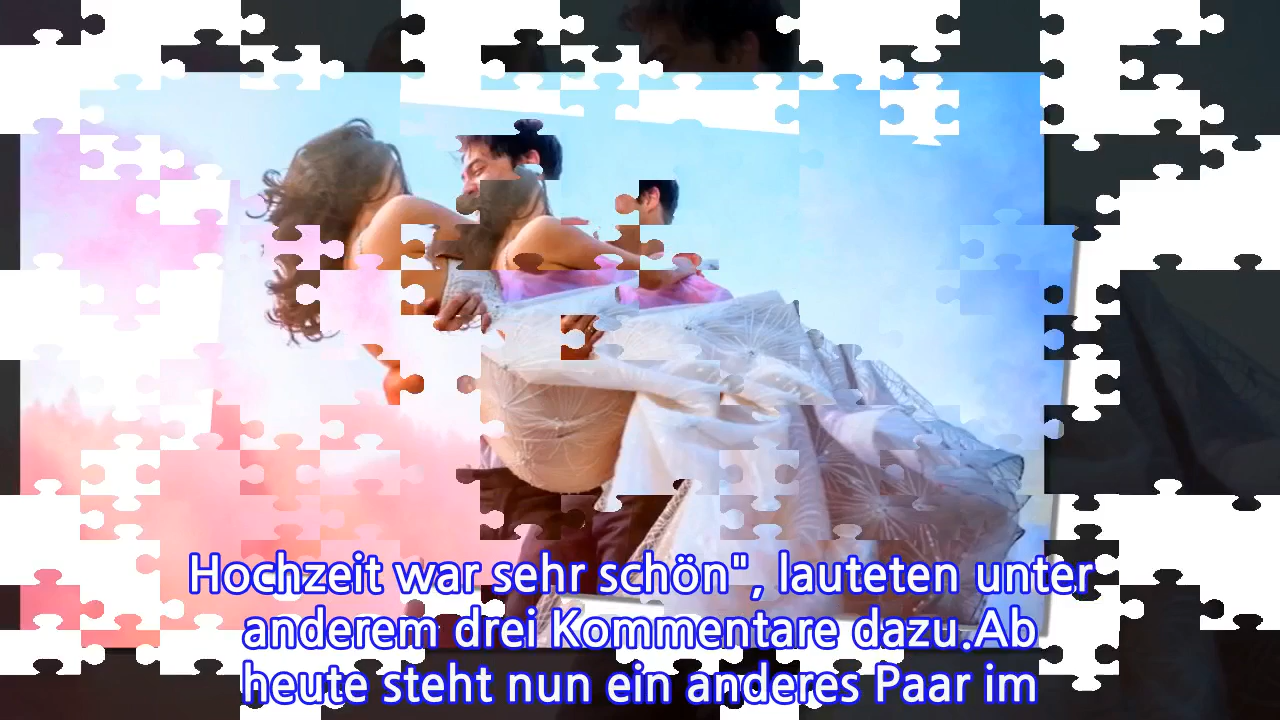 Hochzeit war sehr schön", lauteten unter
anderem drei Kommentare dazu.Ab
heute steht nun ein anderes Paar im